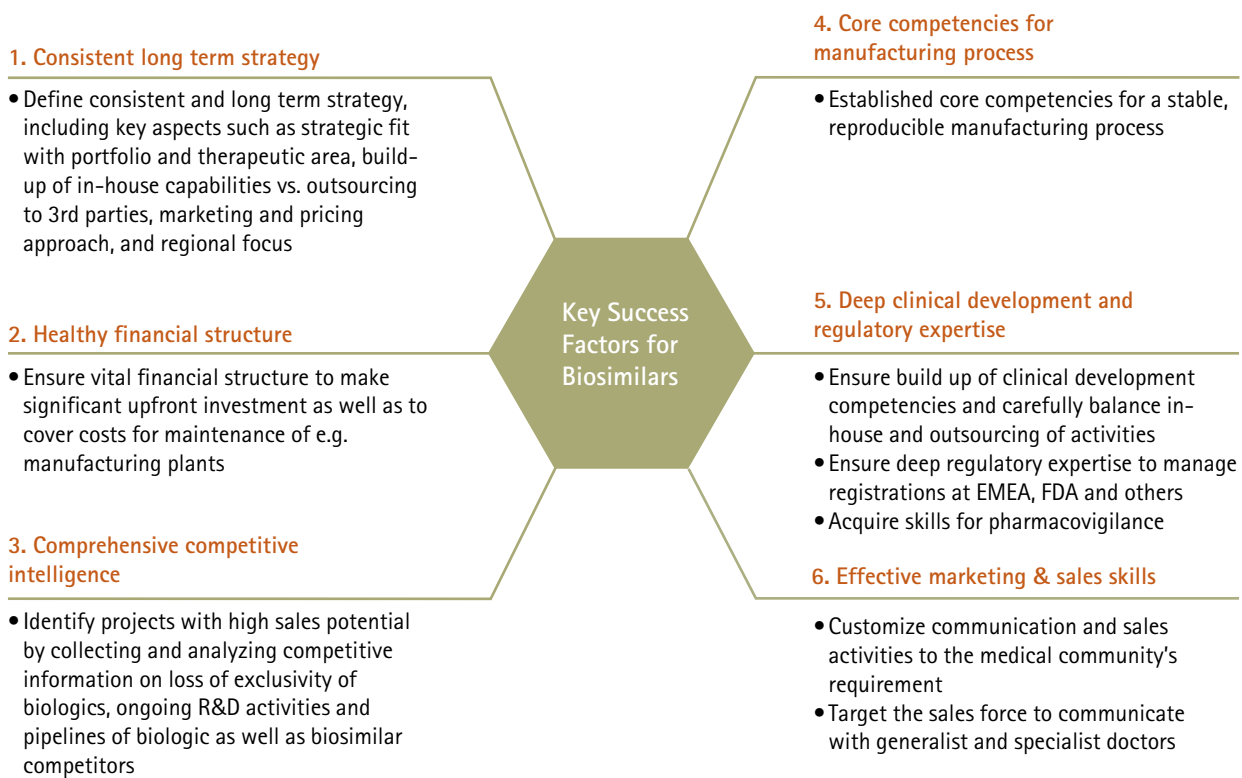 1. Consistent long term strategy
• Define consistent and long term strategy,
including key aspects such as strategic fit
with portfolio and therapeutic area, build-
up of in-house capabilities vs. outsourcing
to 3rd parties, marketing and pricing
approach, and regional focus
2. Healthy financial structure
• Ensure vital financial structure to make
significant upfront investment as well as to
cover costs for maintenance of e.g.
manufacturing plants
3. Comprehensive competitive
intelligence
• Identify projects with high sales potential
by collecting and analyzing competitive
information on loss of exclusivity of
biologics, ongoing R&D activities and
pipelines of biologic as well as biosimilar
competitors
Key Success
Factors for
Biosimilars
4. Core competencies for
manufacturing process
• Established core competencies for a stable,
reproducible manufacturing process
5. Deep clinical development and
regulatory expertise
• Ensure build up of clinical development
competencies and carefully balance in-
house and outsourcing of activities
• Ensure deep regulatory expertise to manage
registrations at EMEA, FDA and others
• Acquire skills for pharmacovigilance
6. Effective marketing & sales skills
• Customize communication and sales
activities to the medical community's
requirement
• Target the sales force to communicate
with generalist and specialist doctors